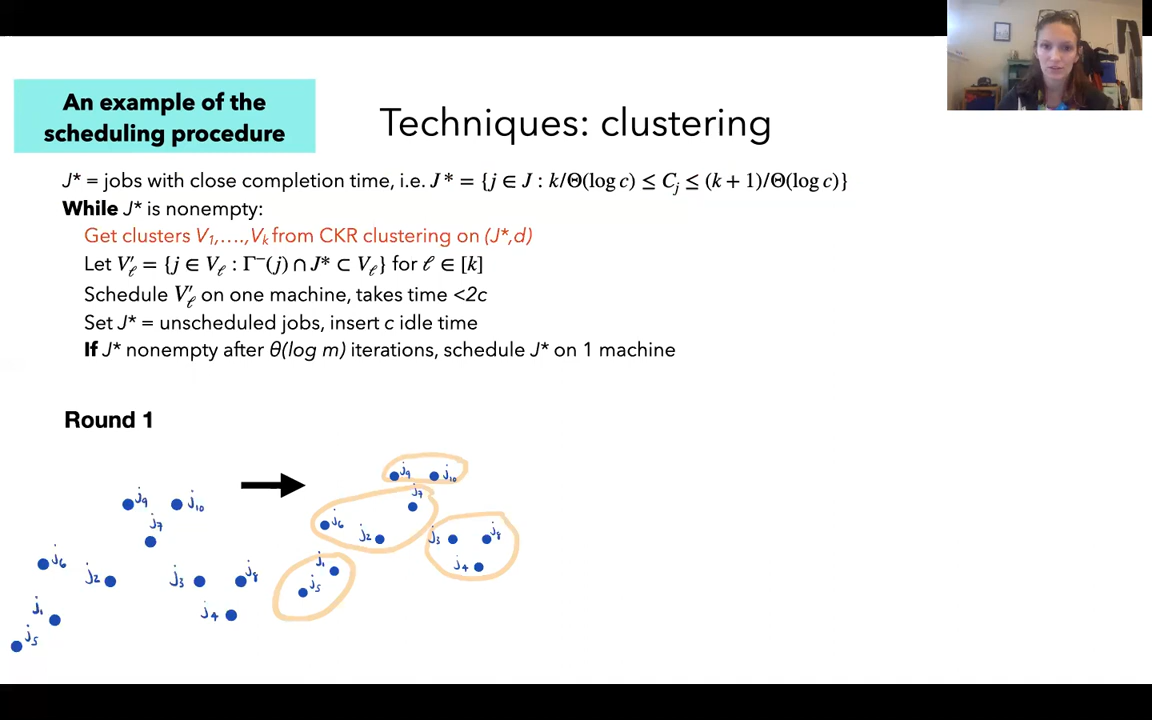 An example of the
scheduling procedure
Techniques: clustering
J* = jobs with close completion time, i.e. J* = {j ∈ J : k/Θ(log c) ≤ C_j ≤ (k + 1)/Θ(log c)}
While J* is nonempty:
Get clusters V₁,….,Vₖ from CKR clustering on (J*,d)
Let V′_ℓ = {j ∈ V_ℓ : Γ⁻(j) ∩ J* ⊂ V_ℓ} for ℓ ∈ [k]
Schedule V′_ℓ on one machine, takes time <2c
Set J* = unscheduled jobs, insert c idle time
If J* nonempty after θ(log m) iterations, schedule J* on 1 machine
Round 1
j₉ j₁₀
j₇
j₆
j₂ j₃ j₈
j₁ j₄
j₅
j₉ j₁₀
j₇
j₆
j₂ j₃ j₈
j₁ j₄
j₅